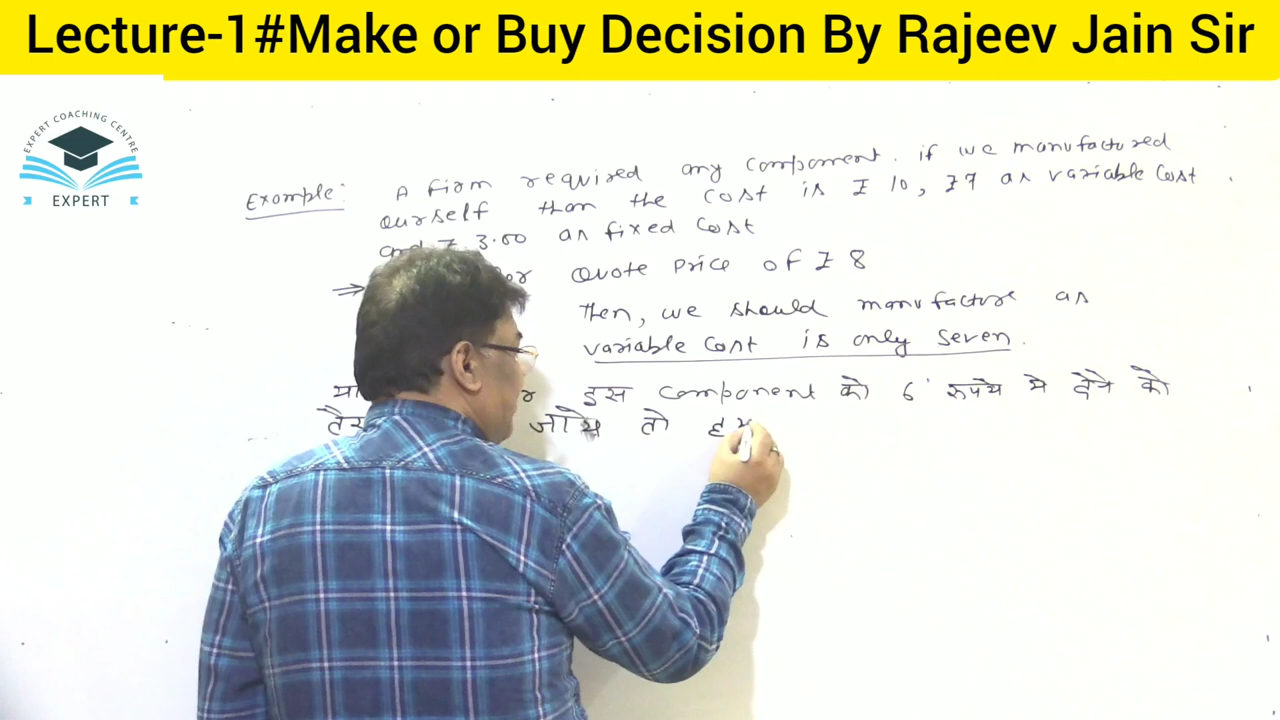 Lecture-1#Make or Buy Decision By Rajeev Jain Sir
EXPERT COACHING CENTRE
EXPERT
Example: A firm required any component. if we manufactured
ourself than the cost is ₹ 10, ₹7 as variable cost
and ₹ 3.00 as fixed cost
⇒ Quote Price of ₹ 8
Then, we should manufacture as
variable cost is only seven.
इस component को 6 रूपये मे देने को
जाये तो हम